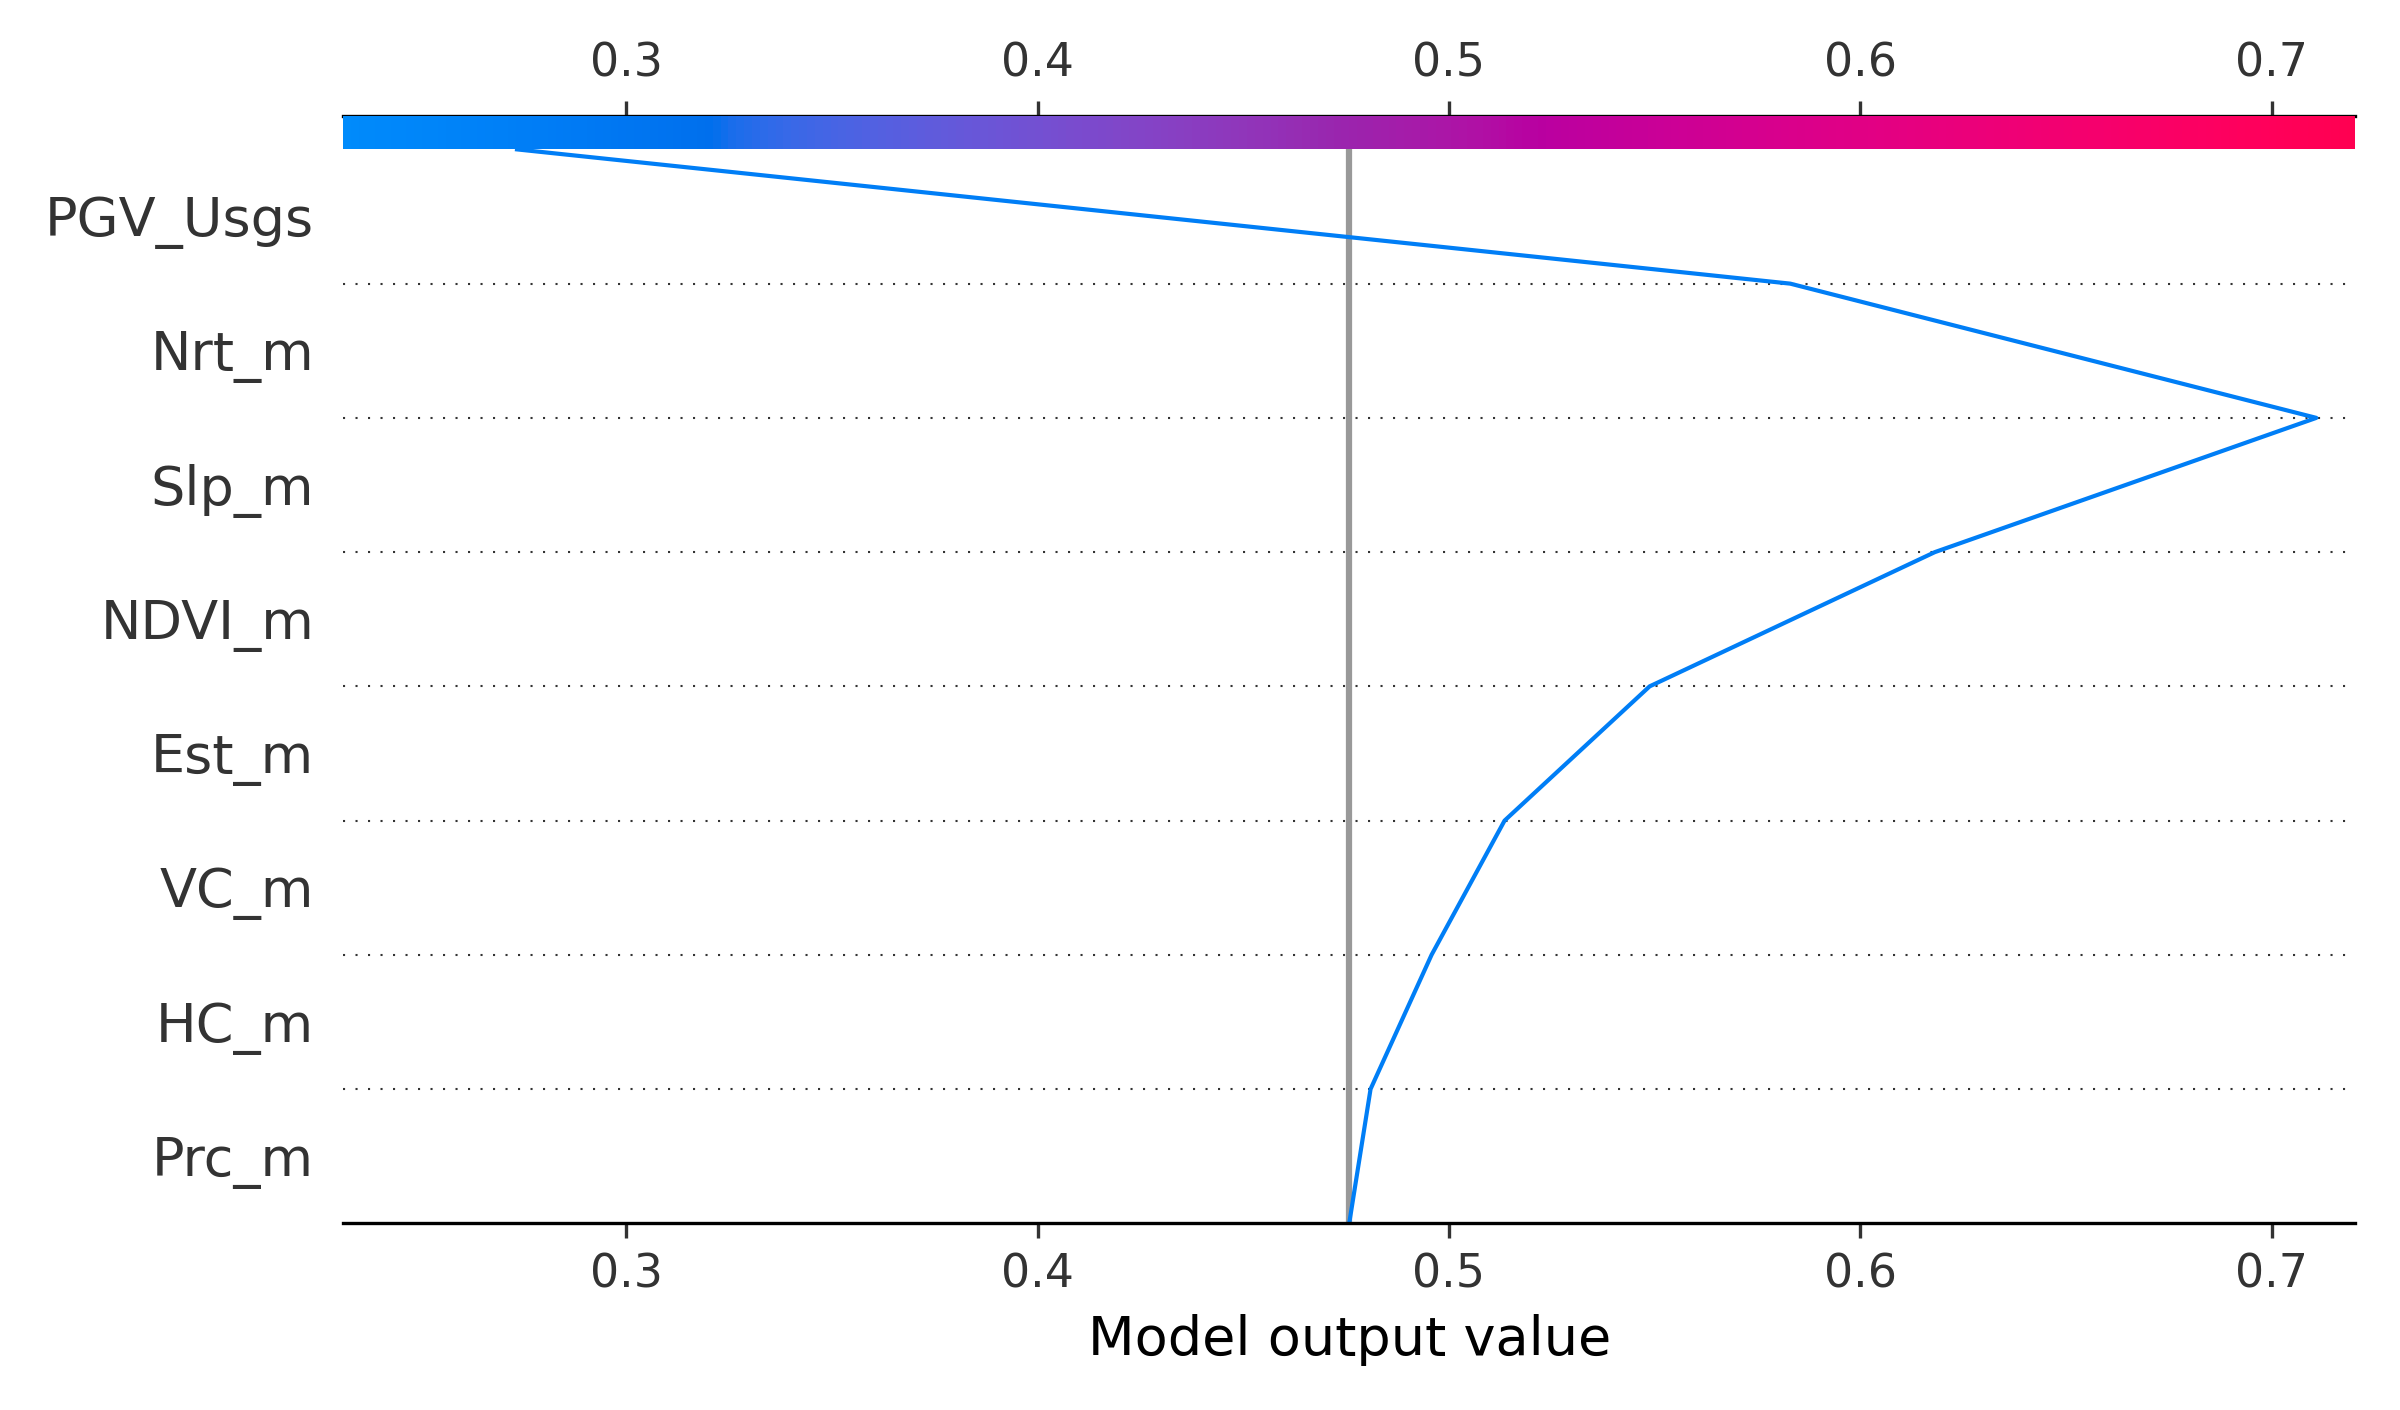 0.3 0.4 0.5 0.6 0.7
PGV_Usgs
Nrt_m
Slp_m
NDVI_m
Est_m
VC_m
HC_m
Prc_m
0.3 0.4 0.5 0.6 0.7
Model output value